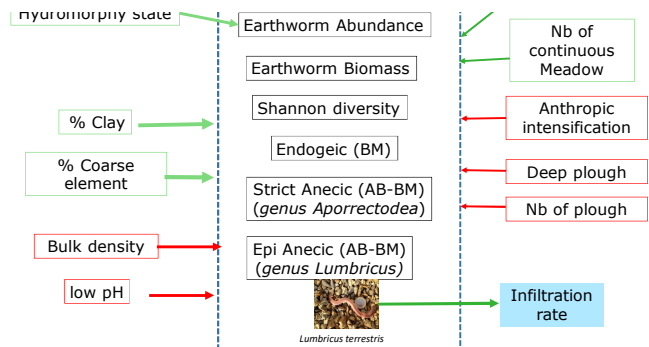 Hydromorphy state
Earthworm Abundance
Nb of
continuous
Meadow
Earthworm Biomass
Shannon diversity
Anthropic
intensification
% Clay
Endogeic (BM)
% Coarse
element
Deep plough
Strict Anecic (AB-BM)
(genus Aporrectodea)
Nb of plough
Bulk density
Epi Anecic (AB-BM)
(genus Lumbricus)
low pH
Infiltration
rate
Lumbricus terrestris